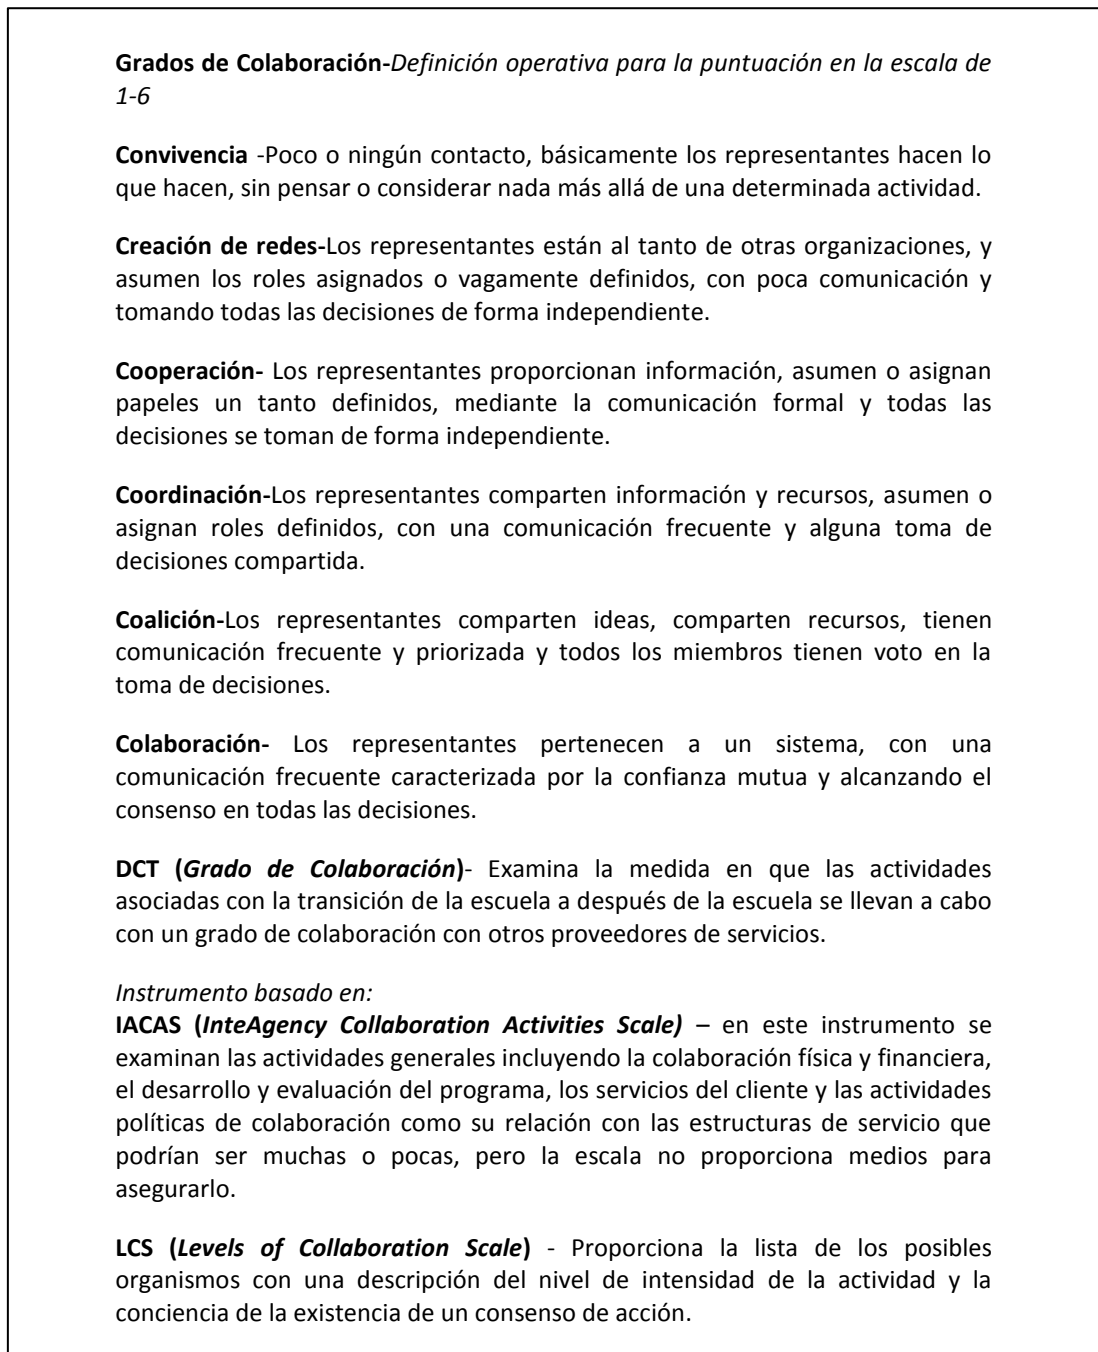 Grados de Colaboración-Definición operativa para la puntuación en la escala de
1-6
Convivencia -Poco o ningún contacto, básicamente los representantes hacen lo
que hacen, sin pensar o considerar nada más allá de una determinada actividad.
Creación de redes-Los representantes están al tanto de otras organizaciones, y
asumen los roles asignados o vagamente definidos, con poca comunicación y
tomando todas las decisiones de forma independiente.
Cooperación- Los representantes proporcionan información, asumen o asignan
papeles un tanto definidos, mediante la comunicación formal y todas las
decisiones se toman de forma independiente.
Coordinación-Los representantes comparten información y recursos, asumen o
asignan roles definidos, con una comunicación frecuente y alguna toma de
decisiones compartida.
Coalición-Los representantes comparten ideas, comparten recursos, tienen
comunicación frecuente y priorizada y todos los miembros tienen voto en la
toma de decisiones.
Colaboración- Los representantes pertenecen a un sistema, con una
comunicación frecuente caracterizada por la confianza mutua y alcanzando el
consenso en todas las decisiones.
DCT (Grado de Colaboración)- Examina la medida en que las actividades
asociadas con la transición de la escuela a después de la escuela se llevan a cabo
con un grado de colaboración con otros proveedores de servicios.
Instrumento basado en:
IACAS (InteAgency Collaboration Activities Scale) – en este instrumento se
examinan las actividades generales incluyendo la colaboración física y financiera,
el desarrollo y evaluación del programa, los servicios del cliente y las actividades
políticas de colaboración como su relación con las estructuras de servicio que
podrían ser muchas o pocas, pero la escala no proporciona medios para
asegurarlo.
LCS (Levels of Collaboration Scale) - Proporciona la lista de los posibles
organismos con una descripción del nivel de intensidad de la actividad y la
conciencia de la existencia de un consenso de acción.